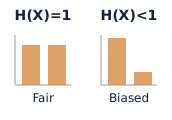 H(X)=1 H(X)<1
Fair Biased